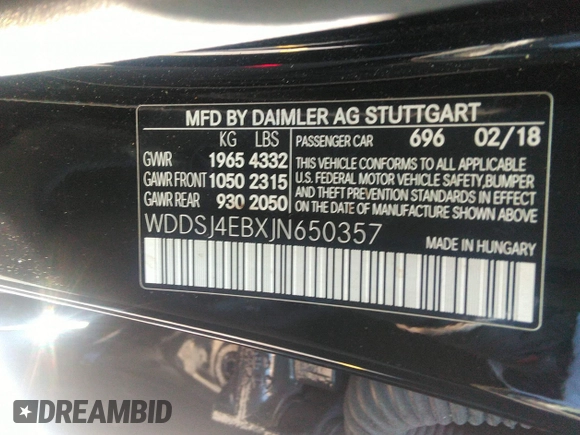 MFD BY DAIMLER AG STUTTGART
KG LBS
PASSENGER CAR 696 02/18
GWR 1965 4332
GAWR FRONT 1050 2315
GAWR REAR 930 2050
THIS VEHICLE CONFORMS TO ALL APPLICABLE
U.S. FEDERAL MOTOR VEHICLE SAFETY, BUMPER
AND THEFT PREVENTION STANDARDS IN EFFECT
ON THE DATE OF MANUFACTURE SHOWN ABOVE.
WDDSJ4EBXJN650357
MADE IN HUNGARY
DREAMBID